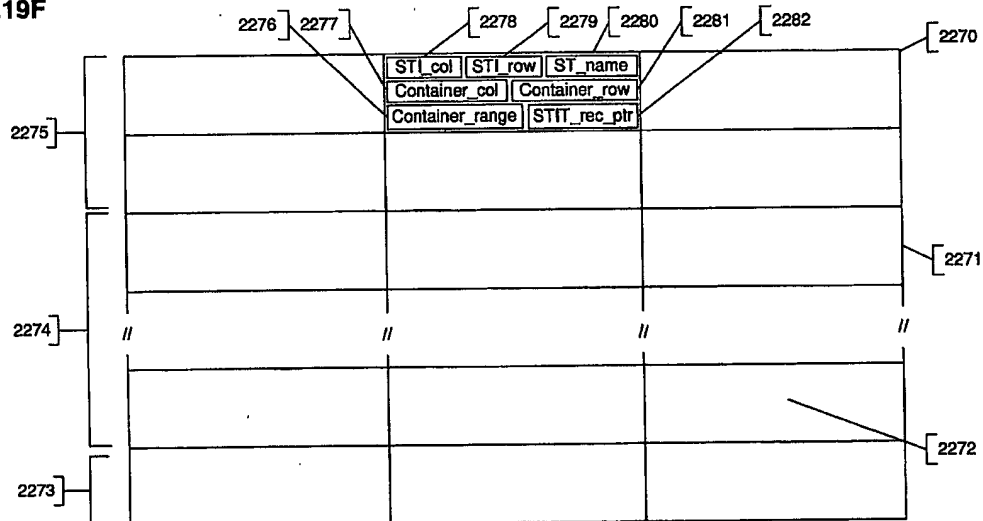 .19F
2276 2277 2278 2279 2280 2281 2282
2270
STI_col STI_row ST_name
Container_col Container_row
Container_range STIT_rec_ptr
2275
2271
2274
2272
2273